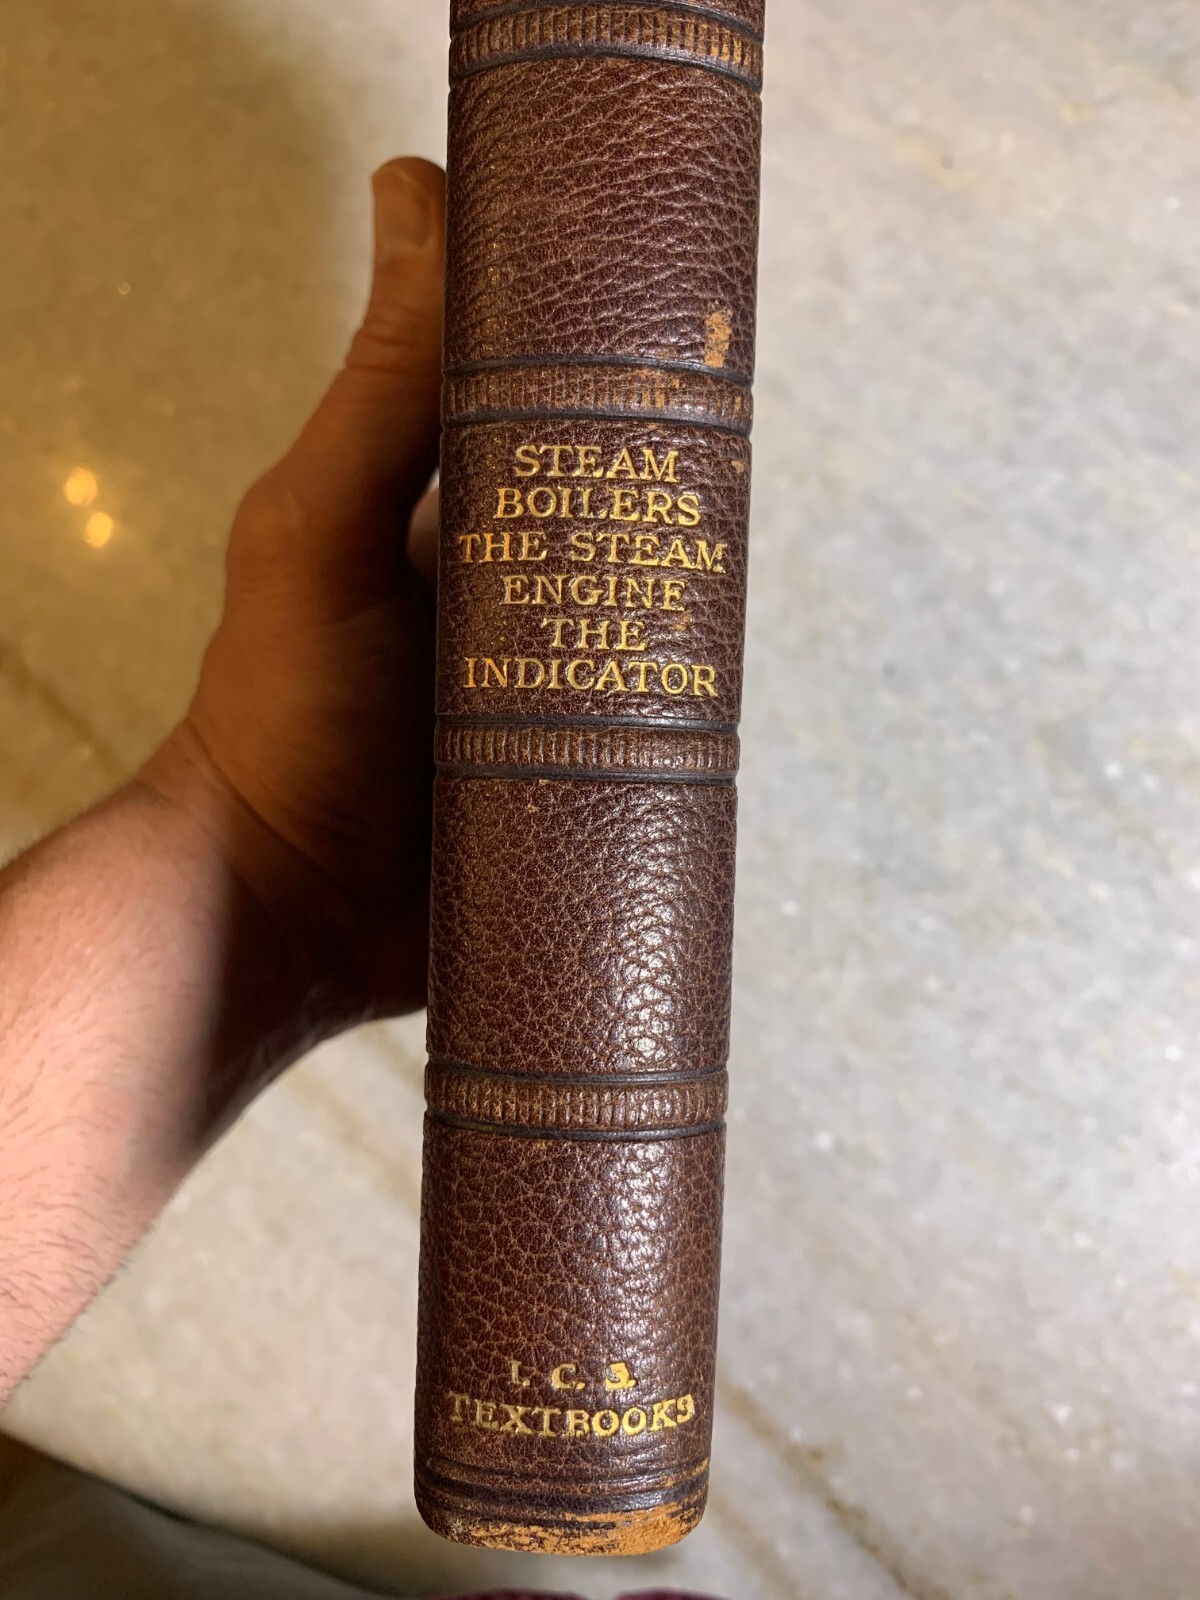 STEAM
BOILERS
THE STEAM
ENGINE
THE
INDICATOR
I. C. S.
TEXTBOOKS